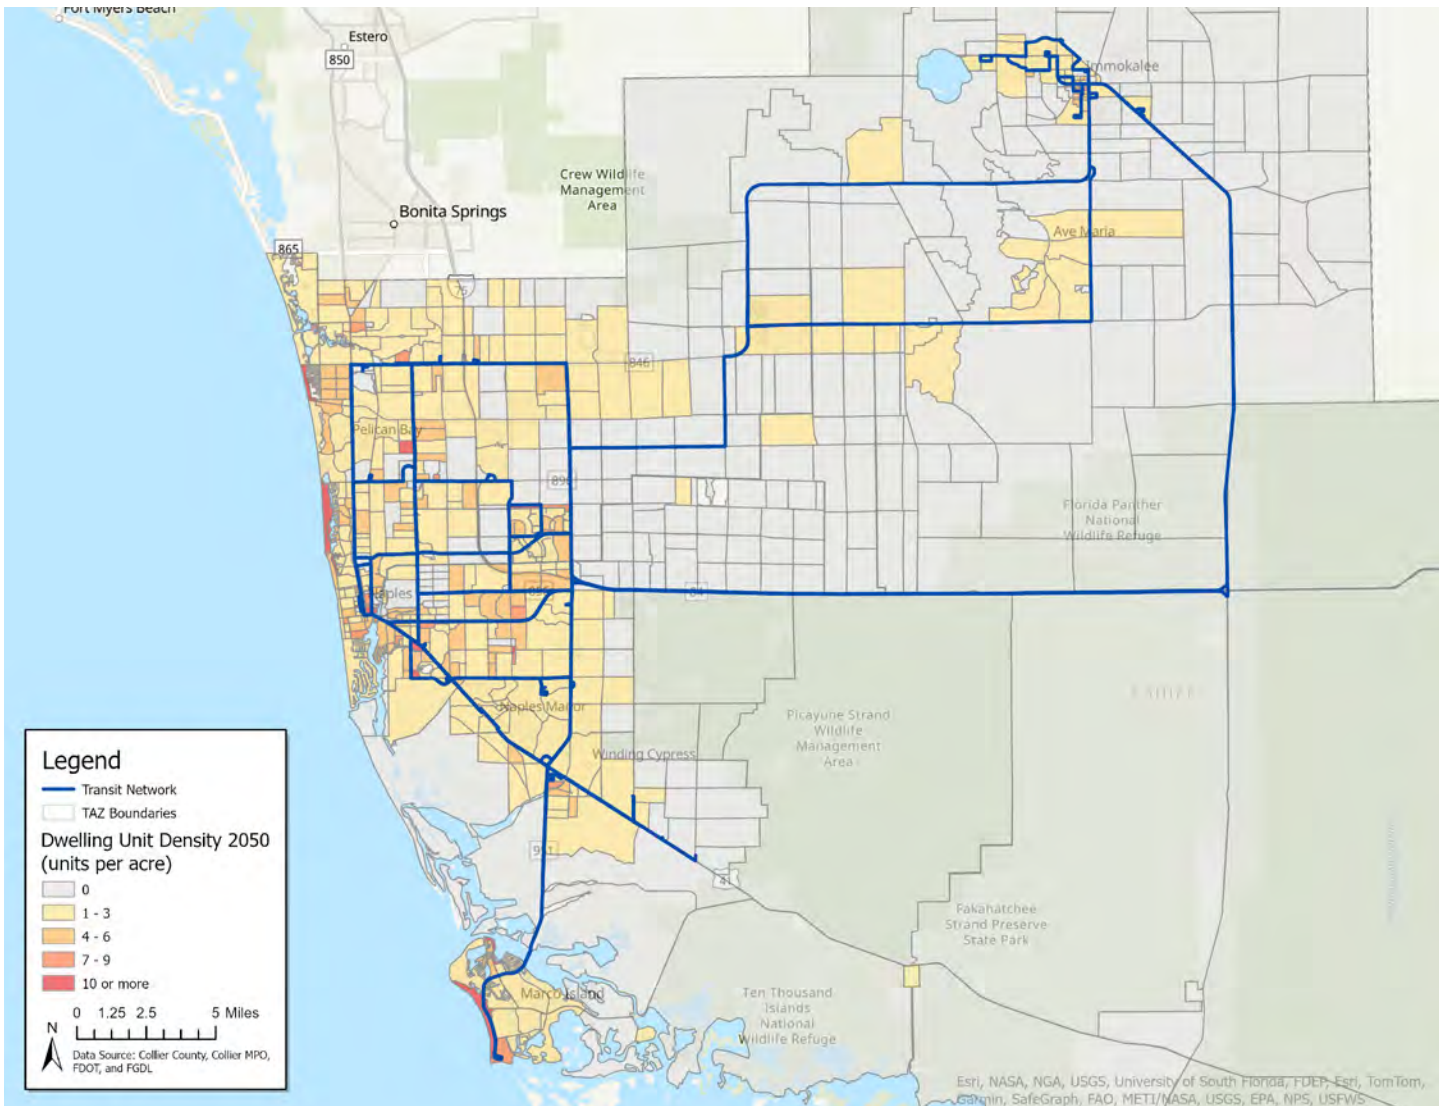 Fort Myers Beach
Estero
850
Immokalee
Crew Wildlife
Management
Area
Bonita Springs
865
Ave Maria
75
846
Pelican Bay
Florida Panther
National
Wildlife Refuge
Naples
84
Picayune Strand
Wildlife
Management
Area
Naples Manor
Winding Cypress
951
41
Fakahatchee
Strand Preserve
State Park
Marco Island
Ten Thousand
Islands
National
Wildlife Refuge
Legend
Transit Network
TAZ Boundaries
Dwelling Unit Density 2050
(units per acre)
0
1 - 3
4 - 6
7 - 9
10 or more
0 1.25 2.5 5 Miles
N
Data Source: Collier County, Collier MPO,
FDOT, and FGDL
Esri, NASA, NGA, USGS, University of South Florida, FDEP, Esri, TomTom,
Garmin, SafeGraph, FAO, METI/NASA, USGS, EPA, NPS, USFWS